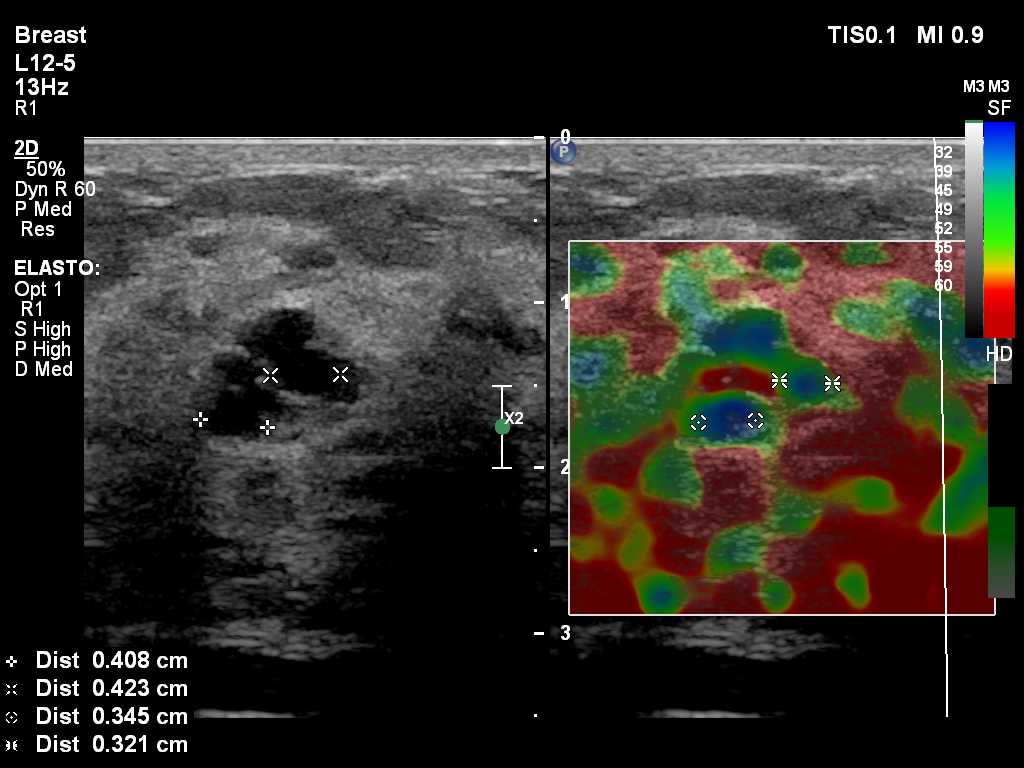 Breast
L12-5
13Hz
R1
2D
50%
Dyn R 60
P Med
Res
ELASTO:
Opt 1
R1
S High
P High
D Med
TIS0.1 MI 0.9
M3 M3
SF
32
39
45
49
52
55
59
60
HD
P
0
1
2
3
X2
Dist 0.408 cm
Dist 0.423 cm
Dist 0.345 cm
Dist 0.321 cm